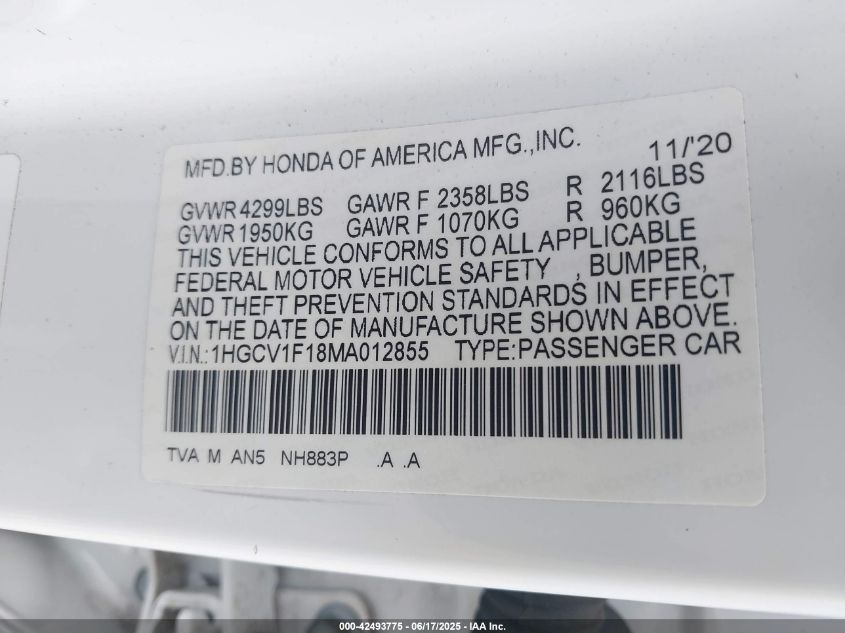 MFD.BY HONDA OF AMERICA MFG.,INC. 11/'20
GVWR 4299LBS GAWR F 2358LBS R 2116LBS
GVWR 1950KG GAWR F 1070KG R 960KG
THIS VEHICLE CONFORMS TO ALL APPLICABLE
FEDERAL MOTOR VEHICLE SAFETY , BUMPER,
AND THEFT PREVENTION STANDARDS IN EFFECT
ON THE DATE OF MANUFACTURE SHOWN ABOVE.
V.I.N.:1HGCV1F18MA012855 TYPE:PASSENGER CAR
TVA M AN5 NH883P .A .A
000-42493775 - 06/17/2025 - IAA Inc.